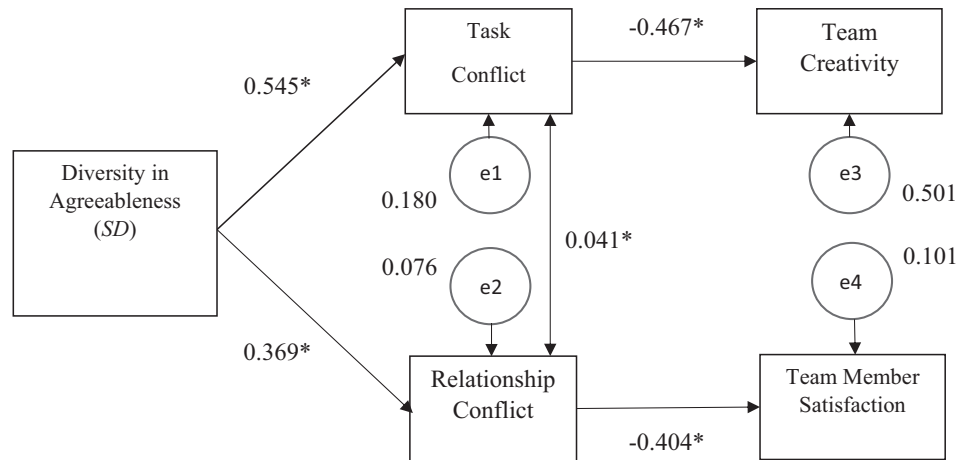 Task
Conflict
-0.467*
Team
Creativity
0.545*
Diversity in
Agreeableness
(SD)
e1
0.180
e3
0.501
0.041*
0.076
e2
e4
0.101
0.369*
Relationship
Conflict
-0.404*
Team Member
Satisfaction